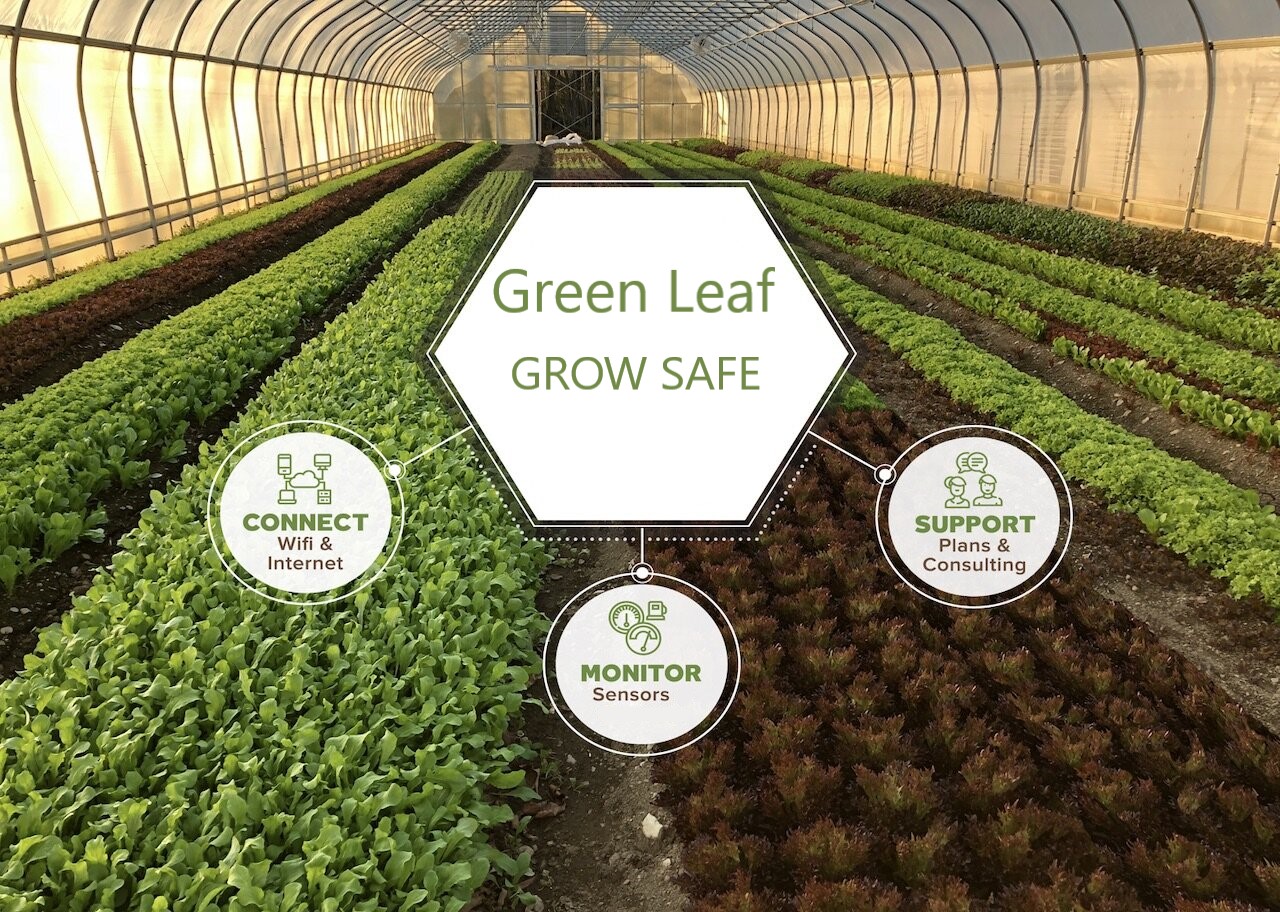 Green Leaf
GROW SAFE
CONNECT
Wifi &
Internet
MONITOR
Sensors
SUPPORT
Plans &
Consulting